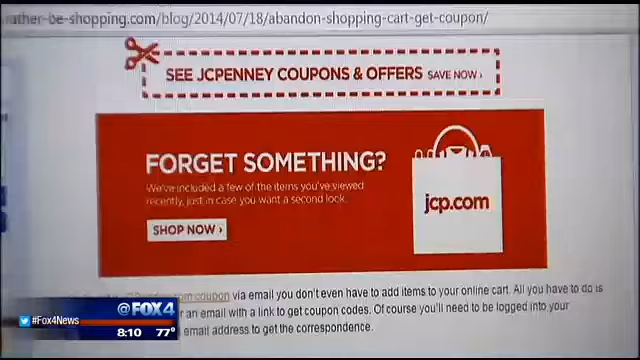 ather-be-shopping.com/blog/2014/07/18/abandon-shopping-cart-get-coupon/
SEE JCPENNEY COUPONS & OFFERS SAVE NOW ›
FORGET SOMETHING?
We've included a few of the items you've viewed
recently, just in case you want a second look.
SHOP NOW ›
jcp.com
coupon via email you don't even have to add items to your online cart. All you have to do is
r an email with a link to get coupon codes. Of course you'll need to be logged into your
email address to get the correspondence.
@FOX4
#Fox4News
8:10 77°